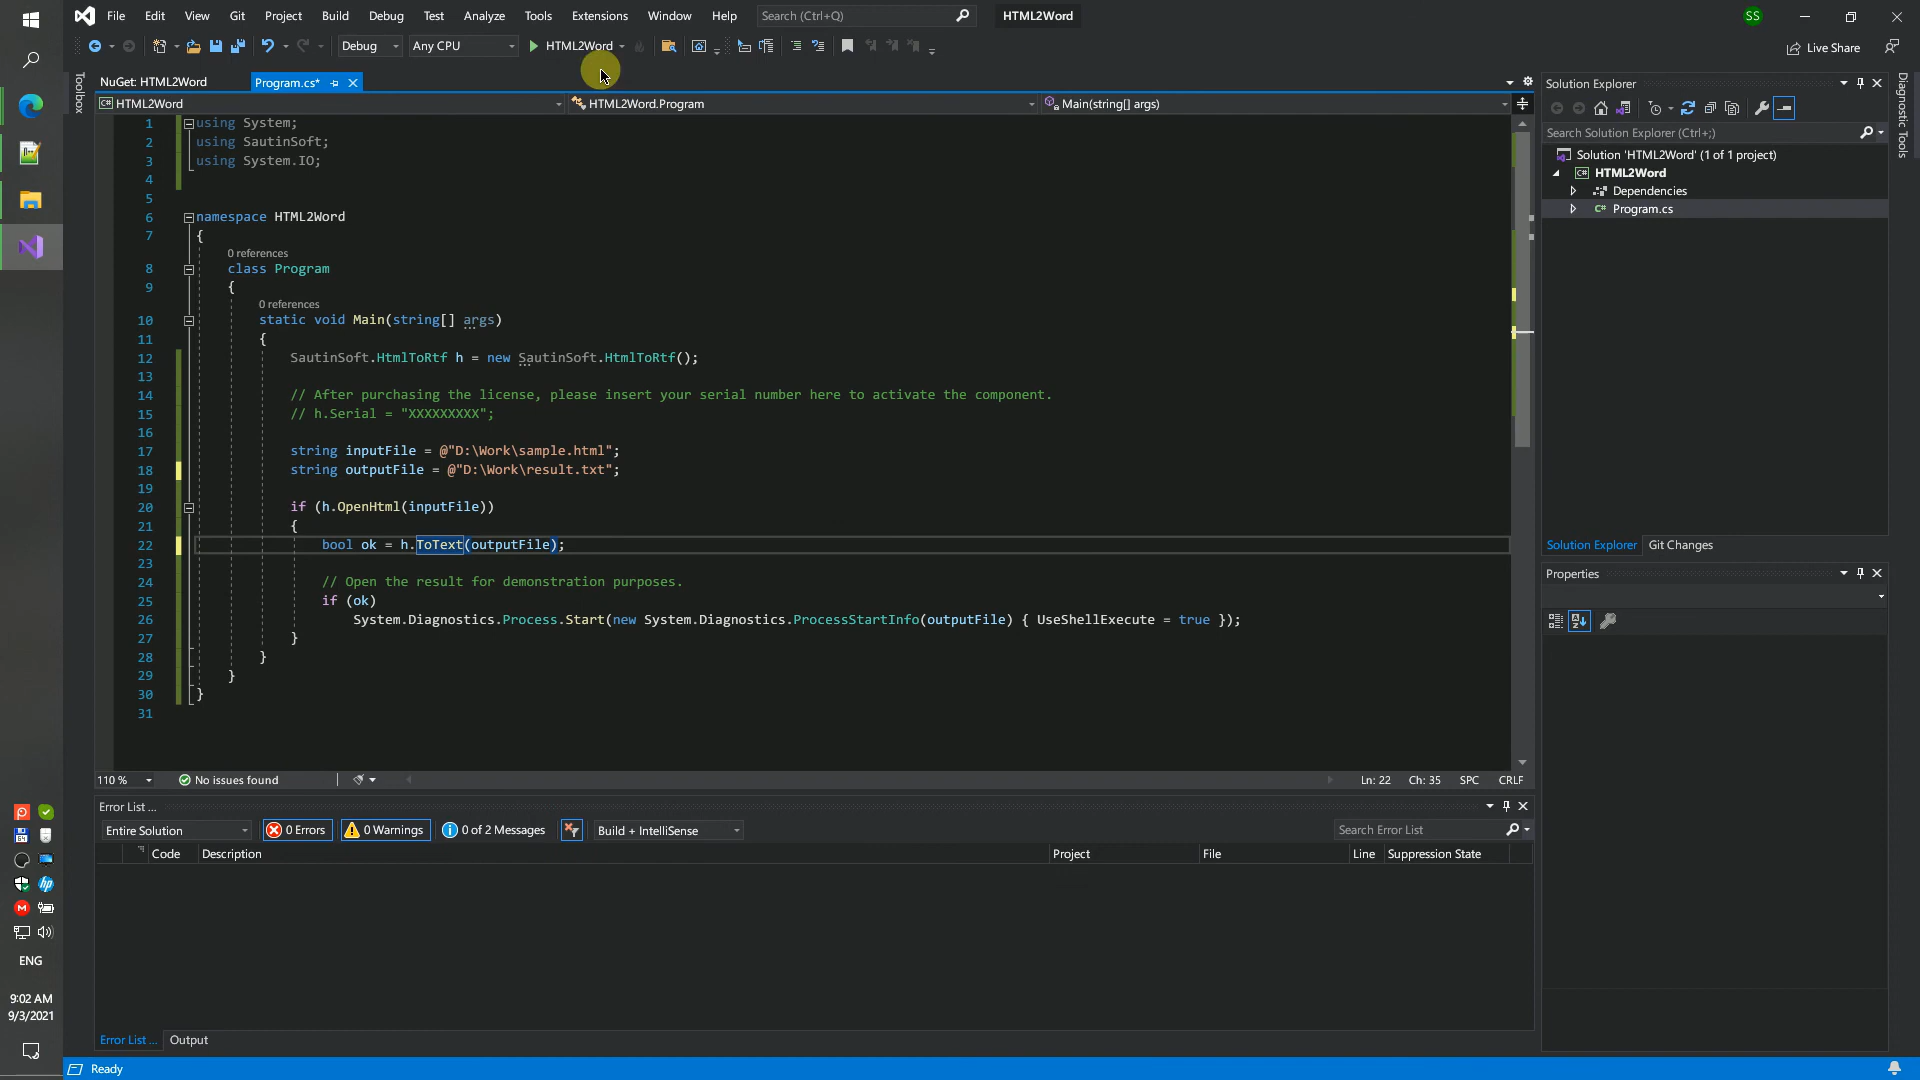 File Edit View Git Project Build Debug Test Analyze Tools Extensions Window Help Search (Ctrl+Q) HTML2Word SS
Debug Any CPU HTML2Word Live Share
Toolbox
NuGet: HTML2Word Program.cs*
C# HTML2Word HTML2Word.Program Main(string[] args)
1 using System;
2 using SautinSoft;
3 using System.IO;
4
5
6 namespace HTML2Word
7 {
0 references
8 class Program
9 {
0 references
10 static void Main(string[] args)
11 {
12 SautinSoft.HtmlToRtf h = new SautinSoft.HtmlToRtf();
13
14 // After purchasing the license, please insert your serial number here to activate the component.
15 // h.Serial = "XXXXXXXXX";
16
17 string inputFile = @"D:\Work\sample.html";
18 string outputFile = @"D:\Work\result.txt";
19
20 if (h.OpenHtml(inputFile))
21 {
22 bool ok = h.ToText(outputFile);
23
24 // Open the result for demonstration purposes.
25 if (ok)
26 System.Diagnostics.Process.Start(new System.Diagnostics.ProcessStartInfo(outputFile) { UseShellExecute = true });
27 }
28 }
29 }
30 }
31
110 % No issues found Ln: 22 Ch: 35 SPC CRLF
Error List ...
Entire Solution 0 Errors 0 Warnings 0 of 2 Messages Build + IntelliSense Search Error List
Code Description Project File Line Suppression State
Error List ... Output
Ready
Solution Explorer
Search Solution Explorer (Ctrl+;)
Solution 'HTML2Word' (1 of 1 project)
C# HTML2Word
Dependencies
C# Program.cs
Solution Explorer Git Changes
Properties
Diagnostic Tools
ENG
9:02 AM
9/3/2021